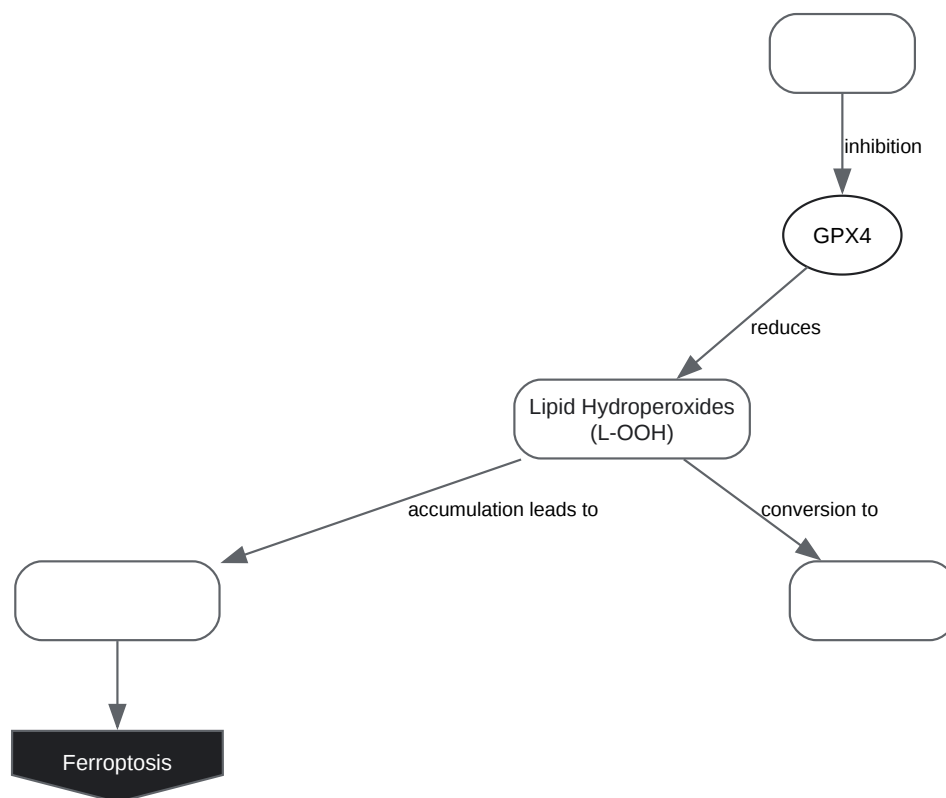 inhibition
GPX4
reduces
Lipid Hydroperoxides
(L-OOH)
accumulation leads to
conversion to
Ferroptosis